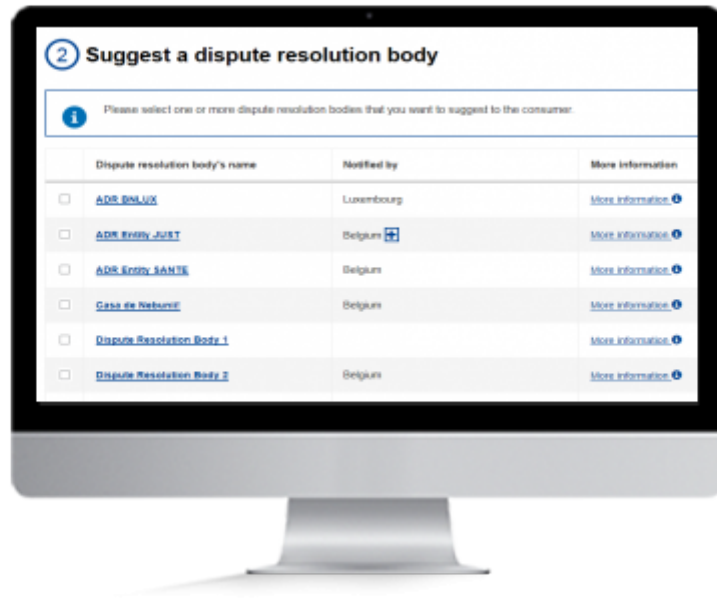 2 Suggest a dispute resolution body
Please select one or more dispute resolution bodies that you want to suggest to the consumer.
Dispute resolution body's name Notified by More information
ADR BNLUX Luxembourg More information
ADR Entity JUST Belgium More information
ADR Entity SANTE Belgium More information
Casa de Nebunil! Belgium More information
Dispute Resolution Body 1 More information
Dispute Resolution Body 2 Belgium More information